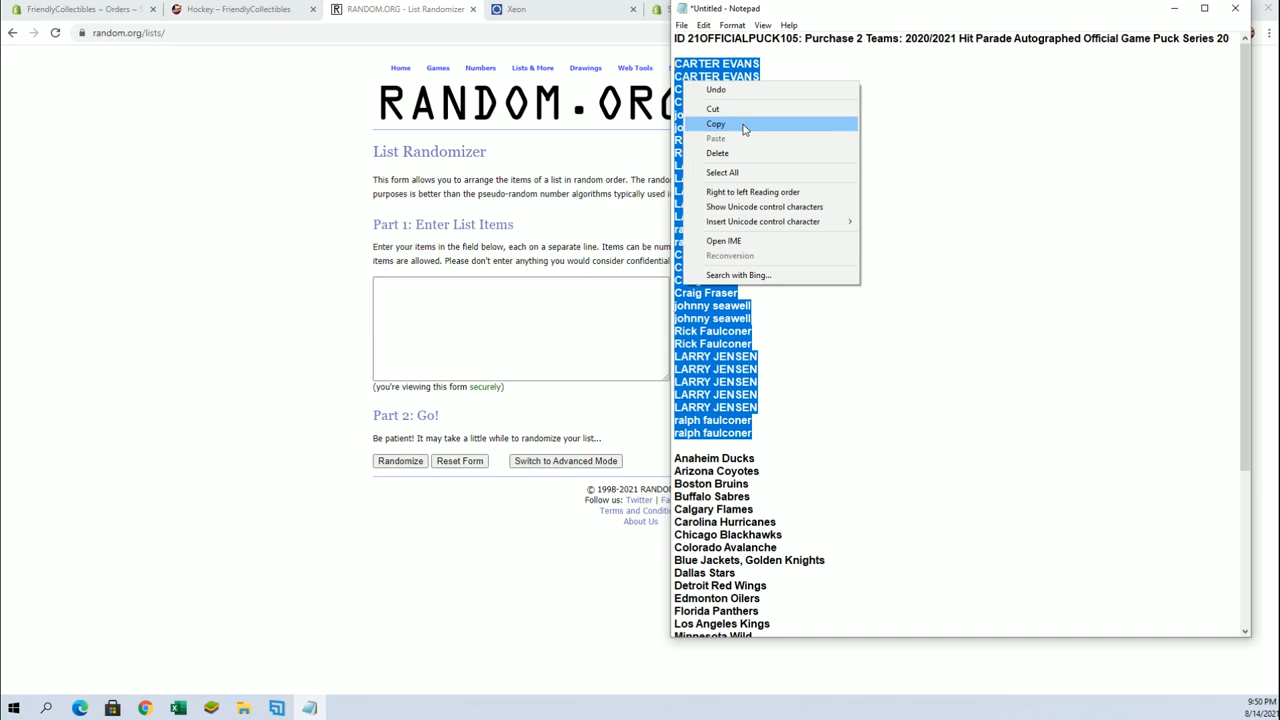 FriendlyCollectibles – Orders – S
Hockey – FriendlyCollectibles
RANDOM.ORG - List Randomizer
Xeon
random.org/lists/
Home Games Numbers Lists & More Drawings Web Tools
RANDOM.OR
List Randomizer
This form allows you to arrange the items of a list in random order. The rando
purposes is better than the pseudo-random number algorithms typically used i
Part 1: Enter List Items
Enter your items in the field below, each on a separate line. Items can be num
items are allowed. Please don't enter anything you would consider confidential
(you're viewing this form securely)
Part 2: Go!
Be patient! It may take a little while to randomize your list...
Randomize Reset Form Switch to Advanced Mode
© 1998-2021 RANDO
Follow us: Twitter | Fa
Terms and Conditi
About Us
*Untitled - Notepad
File Edit Format View Help
ID 21OFFICIALPUCK105: Purchase 2 Teams: 2020/2021 Hit Parade Autographed Official Game Puck Series 20
CARTER EVANS
CARTER EVANS
Undo
Cut
Copy
Paste
Delete
Select All
Right to left Reading order
Show Unicode control characters
Insert Unicode control character
Open IME
Reconversion
Search with Bing...
Craig Fraser
johnny seawell
johnny seawell
Rick Faulconer
Rick Faulconer
LARRY JENSEN
LARRY JENSEN
LARRY JENSEN
LARRY JENSEN
LARRY JENSEN
ralph faulconer
ralph faulconer
Anaheim Ducks
Arizona Coyotes
Boston Bruins
Buffalo Sabres
Calgary Flames
Carolina Hurricanes
Chicago Blackhawks
Colorado Avalanche
Blue Jackets, Golden Knights
Dallas Stars
Detroit Red Wings
Edmonton Oilers
Florida Panthers
Los Angeles Kings
Minnesota Wild
9:50 PM
8/14/2021